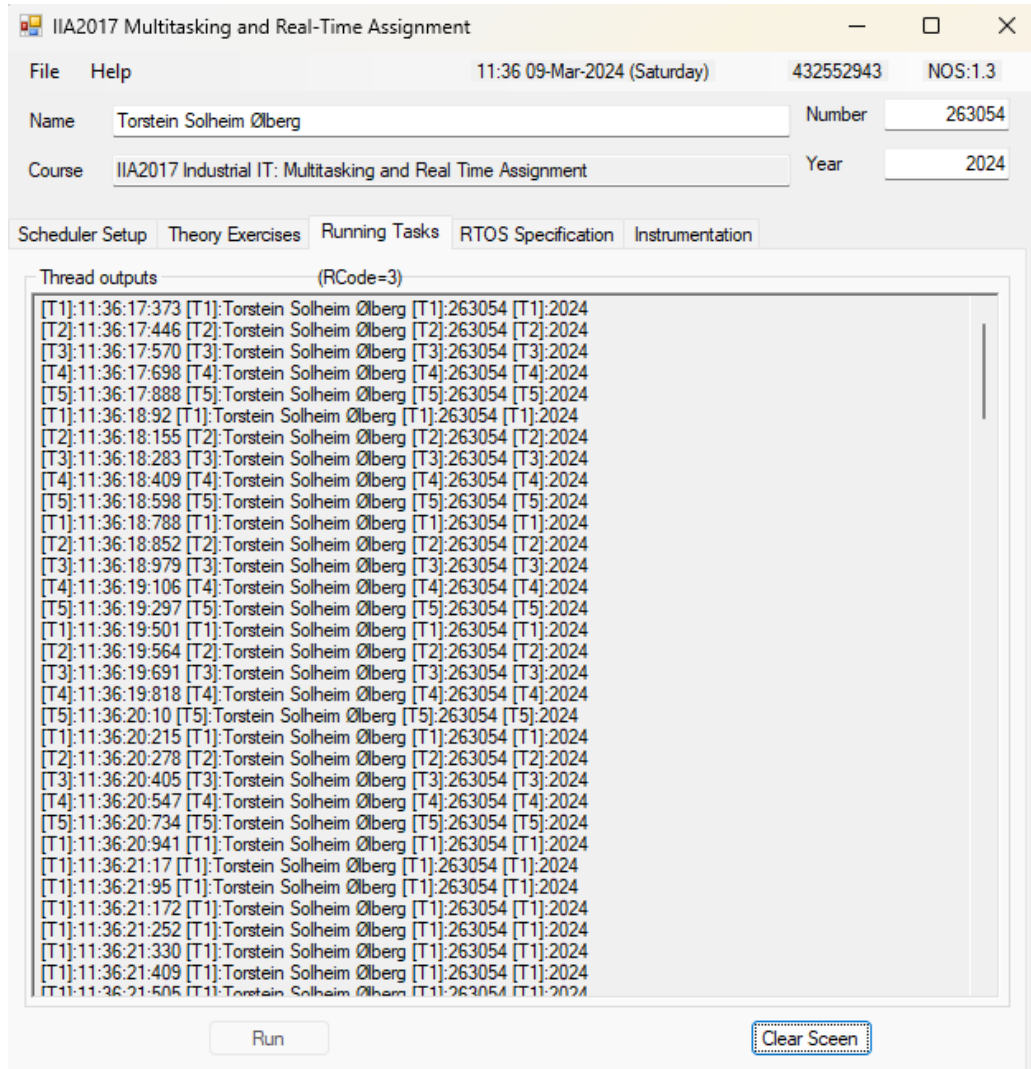 IIA2017 Multitasking and Real-Time Assignment
File Help 11:36 09-Mar-2024 (Saturday) 432552943 NOS:1.3
Name Torstein Solheim Ølberg Number 263054
Course IIA2017 Industrial IT: Multitasking and Real Time Assignment Year 2024
Scheduler Setup Theory Exercises Running Tasks RTOS Specification Instrumentation
Thread outputs (RCode=3)
[T1]:11:36:17:373 [T1]:Torstein Solheim Ølberg [T1]:263054 [T1]:2024
[T2]:11:36:17:446 [T2]:Torstein Solheim Ølberg [T2]:263054 [T2]:2024
[T3]:11:36:17:570 [T3]:Torstein Solheim Ølberg [T3]:263054 [T3]:2024
[T4]:11:36:17:698 [T4]:Torstein Solheim Ølberg [T4]:263054 [T4]:2024
[T5]:11:36:17:888 [T5]:Torstein Solheim Ølberg [T5]:263054 [T5]:2024
[T1]:11:36:18:92 [T1]:Torstein Solheim Ølberg [T1]:263054 [T1]:2024
[T2]:11:36:18:155 [T2]:Torstein Solheim Ølberg [T2]:263054 [T2]:2024
[T3]:11:36:18:283 [T3]:Torstein Solheim Ølberg [T3]:263054 [T3]:2024
[T4]:11:36:18:409 [T4]:Torstein Solheim Ølberg [T4]:263054 [T4]:2024
[T5]:11:36:18:598 [T5]:Torstein Solheim Ølberg [T5]:263054 [T5]:2024
[T1]:11:36:18:788 [T1]:Torstein Solheim Ølberg [T1]:263054 [T1]:2024
[T2]:11:36:18:852 [T2]:Torstein Solheim Ølberg [T2]:263054 [T2]:2024
[T3]:11:36:18:979 [T3]:Torstein Solheim Ølberg [T3]:263054 [T3]:2024
[T4]:11:36:19:106 [T4]:Torstein Solheim Ølberg [T4]:263054 [T4]:2024
[T5]:11:36:19:297 [T5]:Torstein Solheim Ølberg [T5]:263054 [T5]:2024
[T1]:11:36:19:501 [T1]:Torstein Solheim Ølberg [T1]:263054 [T1]:2024
[T2]:11:36:19:564 [T2]:Torstein Solheim Ølberg [T2]:263054 [T2]:2024
[T3]:11:36:19:691 [T3]:Torstein Solheim Ølberg [T3]:263054 [T3]:2024
[T4]:11:36:19:818 [T4]:Torstein Solheim Ølberg [T4]:263054 [T4]:2024
[T5]:11:36:20:10 [T5]:Torstein Solheim Ølberg [T5]:263054 [T5]:2024
[T1]:11:36:20:215 [T1]:Torstein Solheim Ølberg [T1]:263054 [T1]:2024
[T2]:11:36:20:278 [T2]:Torstein Solheim Ølberg [T2]:263054 [T2]:2024
[T3]:11:36:20:405 [T3]:Torstein Solheim Ølberg [T3]:263054 [T3]:2024
[T4]:11:36:20:547 [T4]:Torstein Solheim Ølberg [T4]:263054 [T4]:2024
[T5]:11:36:20:734 [T5]:Torstein Solheim Ølberg [T5]:263054 [T5]:2024
[T1]:11:36:20:941 [T1]:Torstein Solheim Ølberg [T1]:263054 [T1]:2024
[T1]:11:36:21:17 [T1]:Torstein Solheim Ølberg [T1]:263054 [T1]:2024
[T1]:11:36:21:95 [T1]:Torstein Solheim Ølberg [T1]:263054 [T1]:2024
[T1]:11:36:21:172 [T1]:Torstein Solheim Ølberg [T1]:263054 [T1]:2024
[T1]:11:36:21:252 [T1]:Torstein Solheim Ølberg [T1]:263054 [T1]:2024
[T1]:11:36:21:330 [T1]:Torstein Solheim Ølberg [T1]:263054 [T1]:2024
[T1]:11:36:21:409 [T1]:Torstein Solheim Ølberg [T1]:263054 [T1]:2024
[T1]:11:36:21:505 [T1]:Torstein Solheim Ølberg [T1]:263054 [T1]:2024
Run Clear Sceen